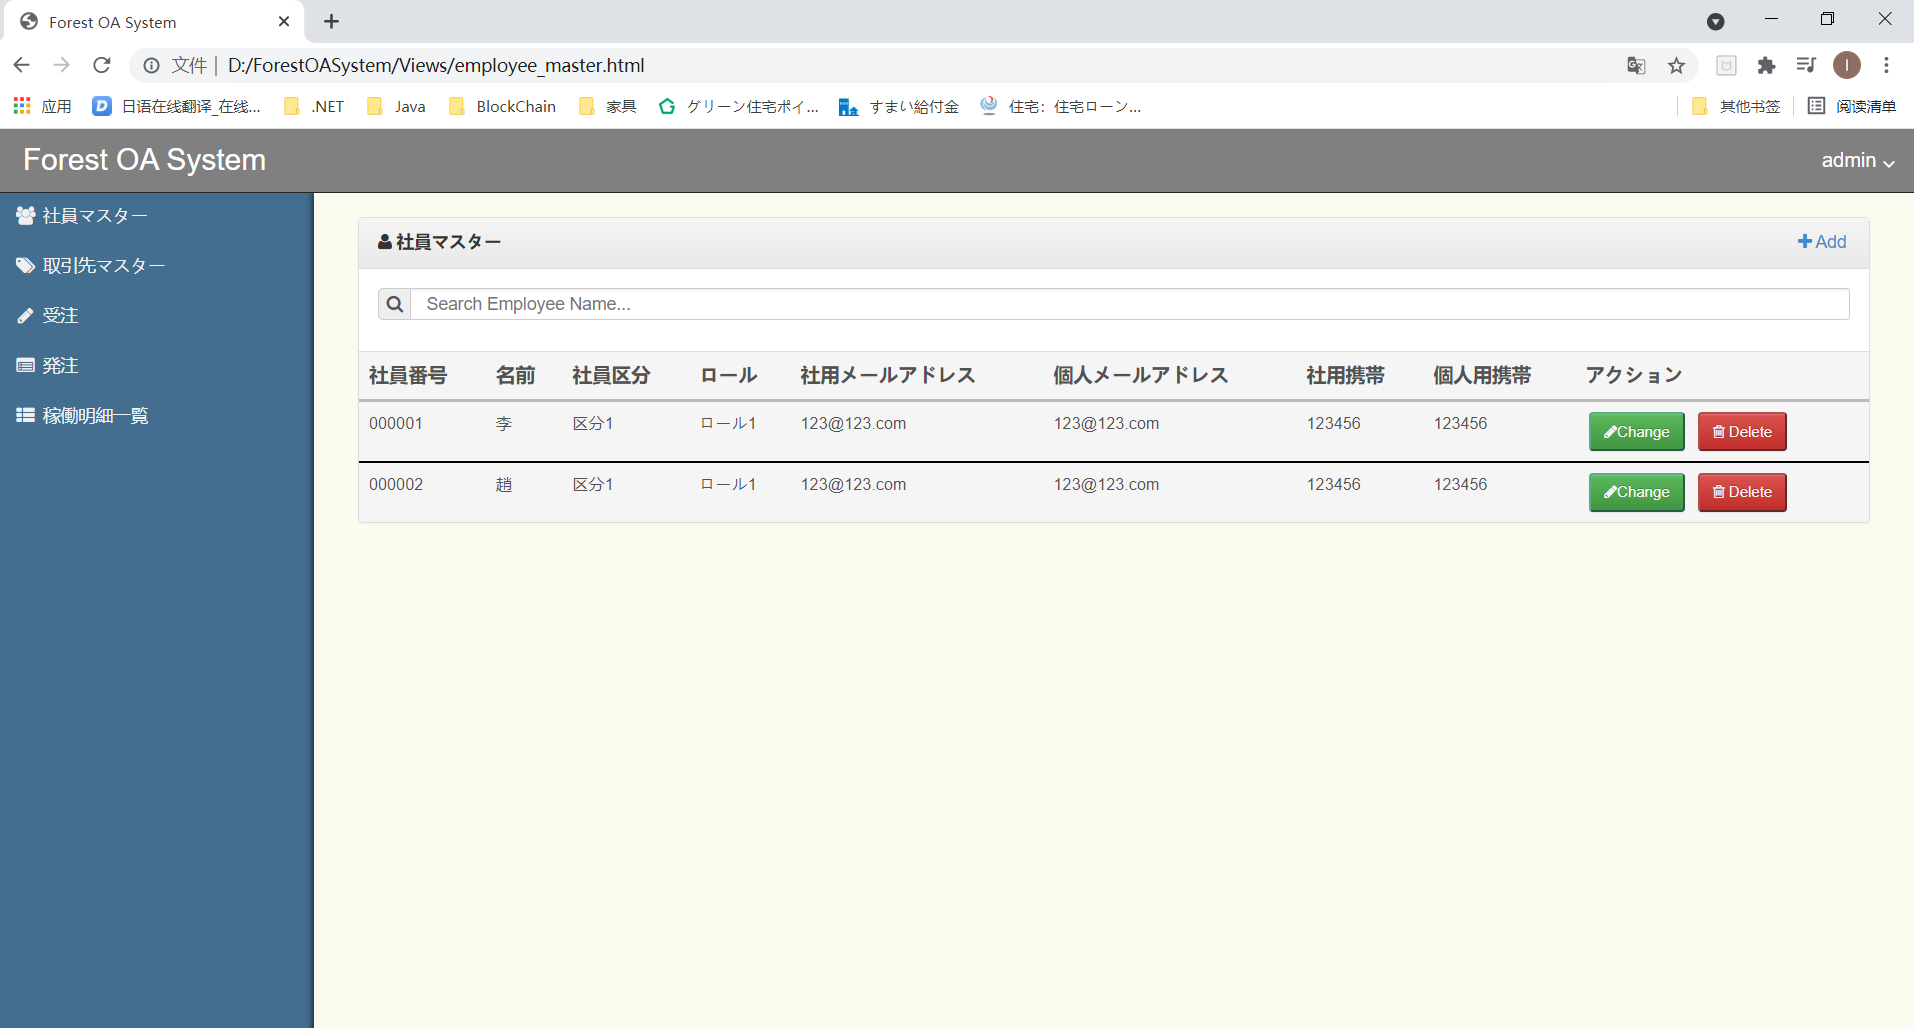 Forest OA System
文件 | D:/ForestOASystem/Views/employee_master.html
应用 日语在线翻译_在线... .NET Java BlockChain 家具 グリーン住宅ポイ... すまい給付金 住宅：住宅ローン... 其他书签 阅读清单
Forest OA System admin
社員マスター
取引先マスター
受注
発注
稼働明細一覧
社員マスター Add
Search Employee Name...
社員番号 名前 社員区分 ロール 社用メールアドレス 個人メールアドレス 社用携帯 個人用携帯 アクション
000001 李 区分1 ロール1 123@123.com 123@123.com 123456 123456 Change Delete
000002 趙 区分1 ロール1 123@123.com 123@123.com 123456 123456 Change Delete